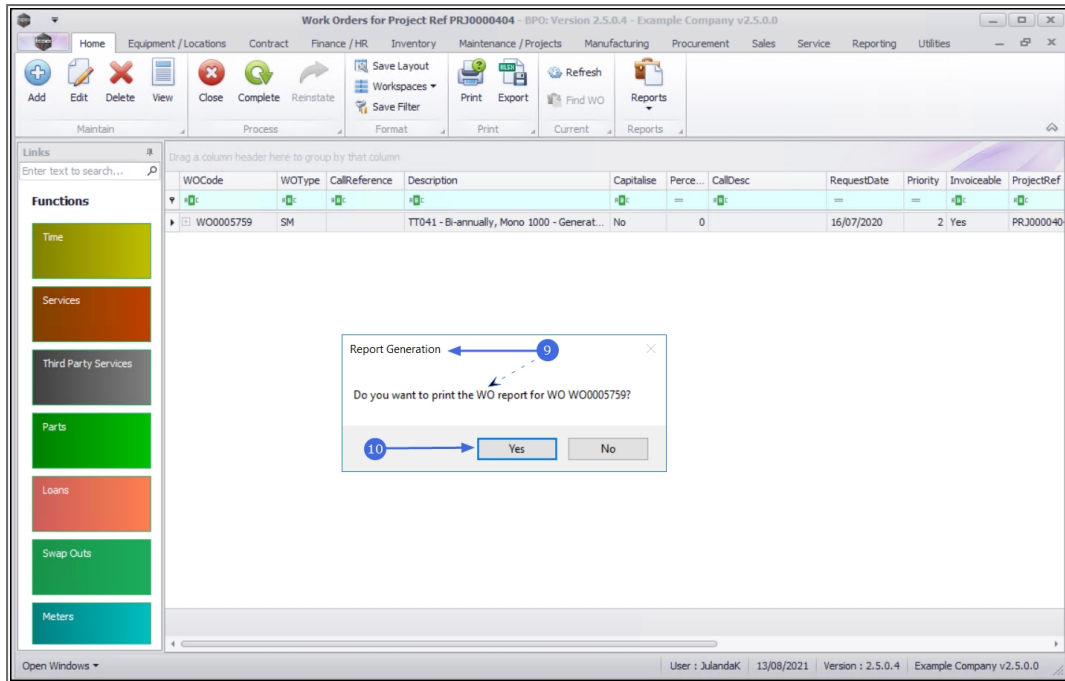 Work Orders for Project Ref PRJ0000404 - BPO: Version 2.5.0.4 - Example Company v2.5.0.0
Home Equipment / Locations Contract Finance / HR Inventory Maintenance / Projects Manufacturing Procurement Sales Service Reporting Utilities
Add Edit Delete View Close Complete Reinstate Save Layout Workspaces Save Filter Print Export Refresh Find WO Reports
Maintain Process Format Print Current Reports
Links
Drag a column header here to group by that column
Enter text to search...
WOCode WOType CallReference Description Capitalise Perce... CallDesc RequestDate Priority Invoiceable ProjectRef
Functions
WO0005759 SM TT041 - Bi-annually, Mono 1000 - Generat... No 0 16/07/2020 2 Yes PRJ000040
Time
Services
Third Party Services
Parts
Loans
Swap Outs
Meters
Report Generation 9
Do you want to print the WO report for WO WO0005759?
10 Yes No
Open Windows User : JulandaK 13/08/2021 Version : 2.5.0.4 Example Company v2.5.0.0